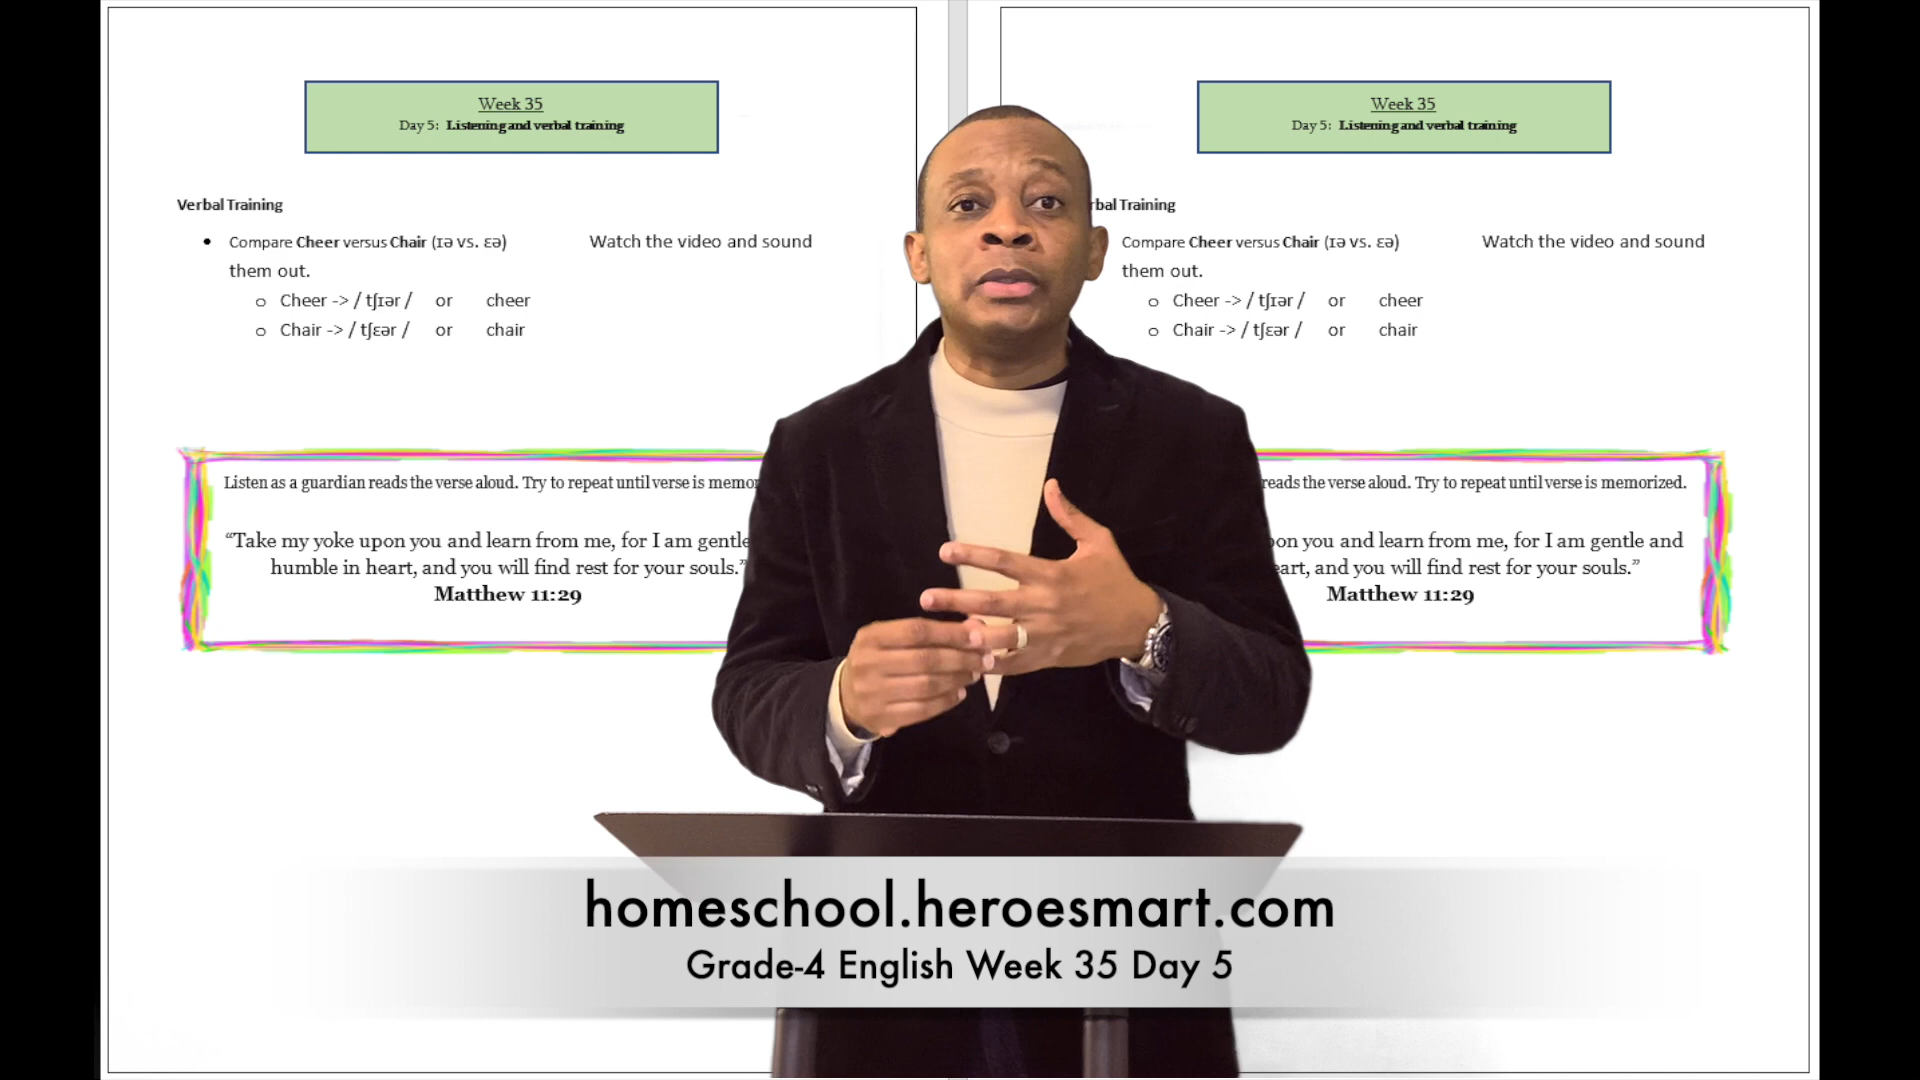 Week 35
Day 5: Listening and verbal training
Verbal Training
• Compare Cheer versus Chair (ɪə vs. ɛə) Watch the video and sound
them out.
o Cheer -> / tʃɪər / or cheer
o Chair -> / tʃɛər / or chair
Listen as a guardian reads the verse aloud. Try to repeat until verse is
“Take my yoke upon you and learn from me, for I am gentle
humble in heart, and you will find rest for your souls.”
Matthew 11:29
Week 35
Day 5: Listening and verbal training
Training
Compare Cheer versus Chair (ɪə vs. ɛə) Watch the video and sound
them out.
o Cheer -> / tʃɪər / or cheer
o Chair -> / tʃɛər / or chair
reads the verse aloud. Try to repeat until verse is memorized.
you and learn from me, for I am gentle and
and you will find rest for your souls.”
Matthew 11:29
homeschool.heroesmart.com
Grade-4 English Week 35 Day 5